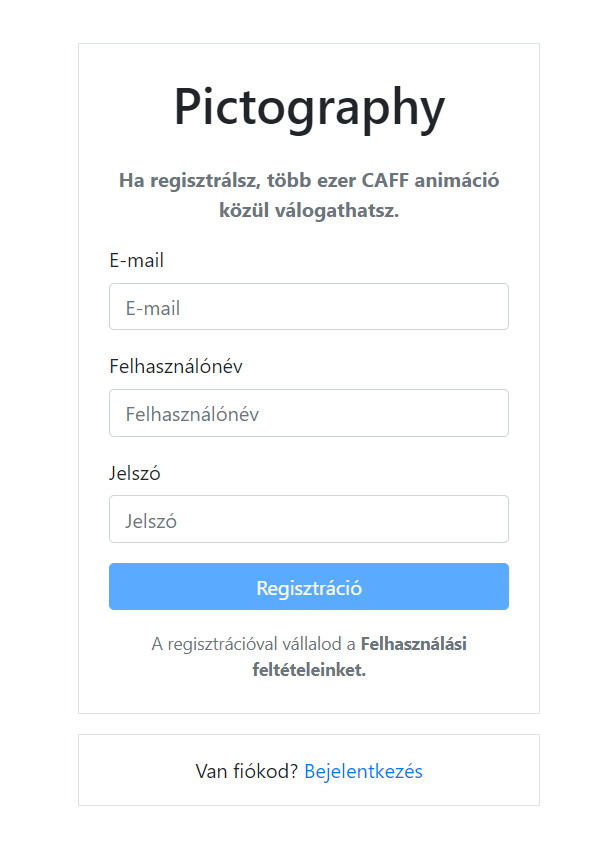 Pictography
Ha regisztrálsz, több ezer CAFF animáció
közül válogathatsz.
E-mail
E-mail
Felhasználónév
Felhasználónév
Jelszó
Jelszó
Regisztráció
A regisztrációval vállalod a Felhasználási
feltételeinket.
Van fiókod? Bejelentkezés